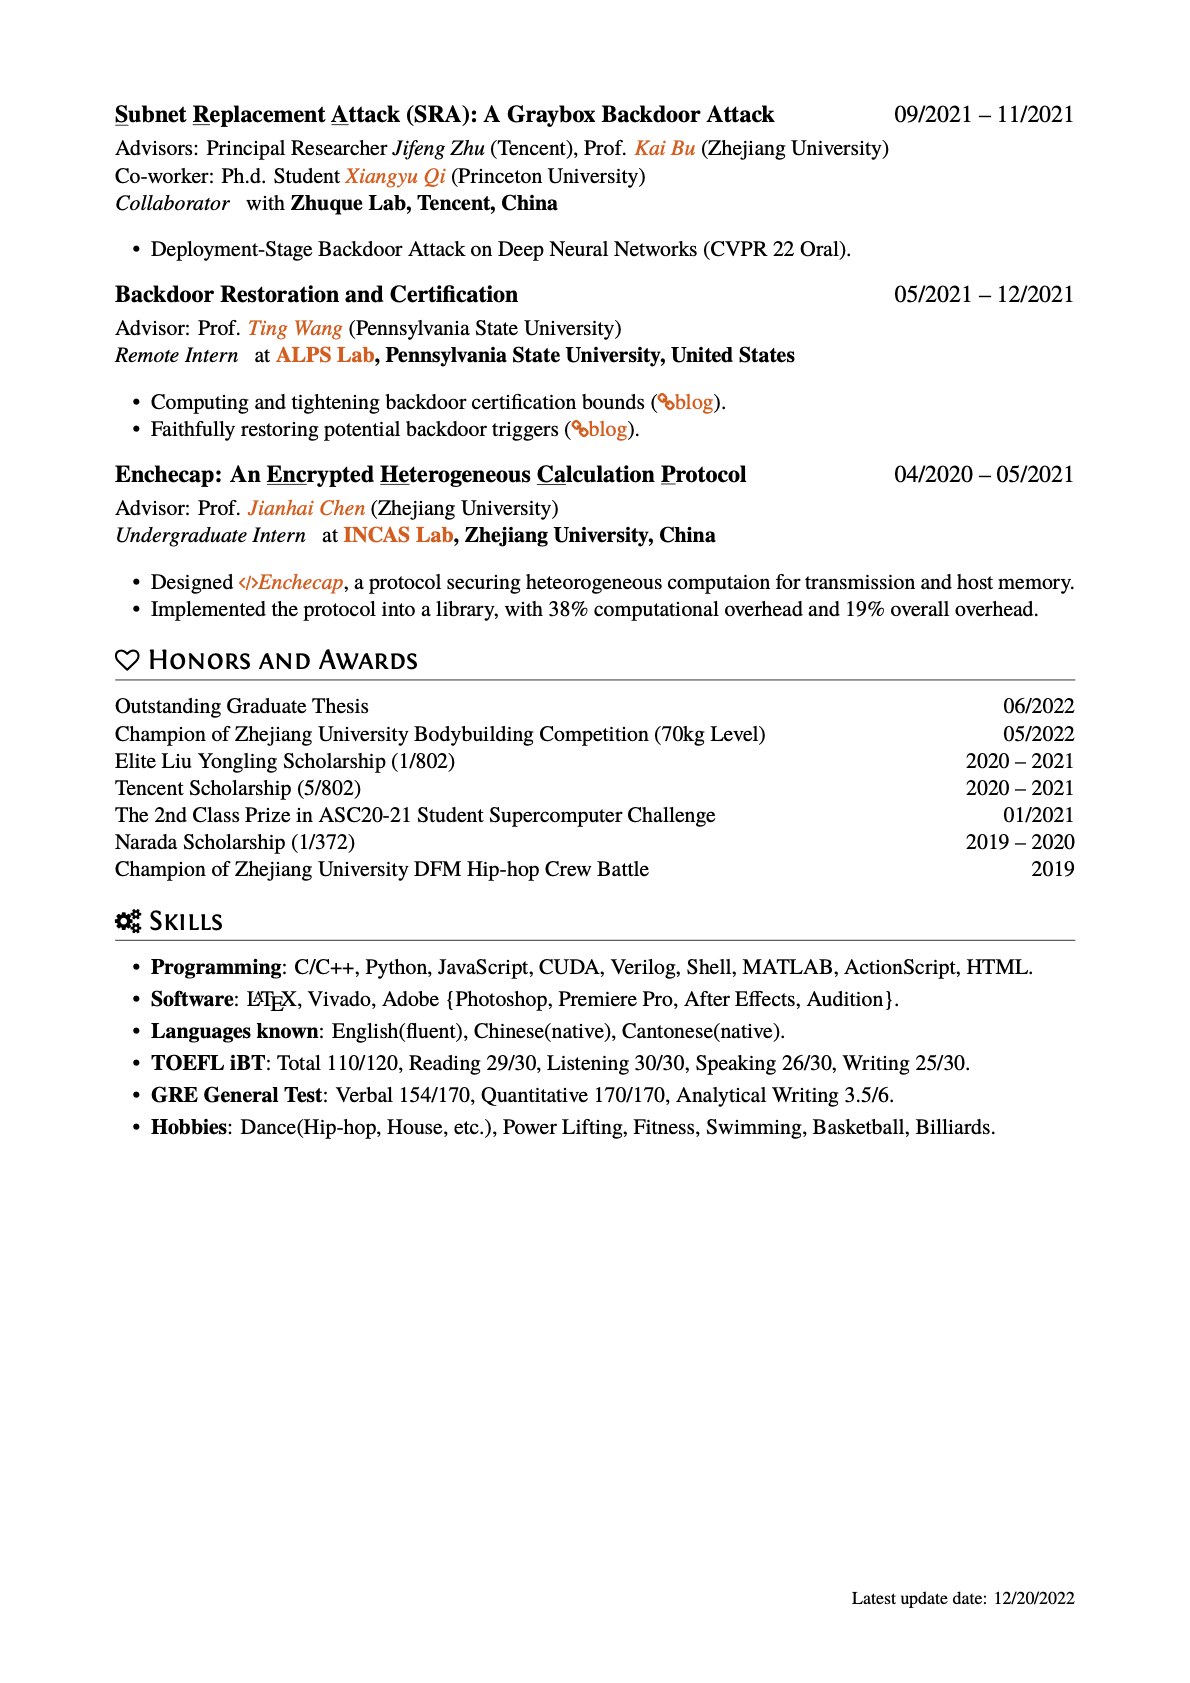 Subnet Replacement Attack (SRA): A Graybox Backdoor Attack 09/2021 – 11/2021
Advisors: Principal Researcher Jifeng Zhu (Tencent), Prof. Kai Bu (Zhejiang University)
Co-worker: Ph.d. Student Xiangyu Qi (Princeton University)
Collaborator with Zhuque Lab, Tencent, China
• Deployment-Stage Backdoor Attack on Deep Neural Networks (CVPR 22 Oral).
Backdoor Restoration and Certification 05/2021 – 12/2021
Advisor: Prof. Ting Wang (Pennsylvania State University)
Remote Intern at ALPS Lab, Pennsylvania State University, United States
• Computing and tightening backdoor certification bounds (blog).
• Faithfully restoring potential backdoor triggers (blog).
Enchecap: An Encrypted Heterogeneous Calculation Protocol 04/2020 – 05/2021
Advisor: Prof. Jianhai Chen (Zhejiang University)
Undergraduate Intern at INCAS Lab, Zhejiang University, China
• Designed </>Enchecap, a protocol securing heteorogeneous computaion for transmission and host memory.
• Implemented the protocol into a library, with 38% computational overhead and 19% overall overhead.
Honors and Awards
Outstanding Graduate Thesis 06/2022
Champion of Zhejiang University Bodybuilding Competition (70kg Level) 05/2022
Elite Liu Yongling Scholarship (1/802) 2020 – 2021
Tencent Scholarship (5/802) 2020 – 2021
The 2nd Class Prize in ASC20-21 Student Supercomputer Challenge 01/2021
Narada Scholarship (1/372) 2019 – 2020
Champion of Zhejiang University DFM Hip-hop Crew Battle 2019
Skills
• Programming: C/C++, Python, JavaScript, CUDA, Verilog, Shell, MATLAB, ActionScript, HTML.
• Software: LATEX, Vivado, Adobe {Photoshop, Premiere Pro, After Effects, Audition}.
• Languages known: English(fluent), Chinese(native), Cantonese(native).
• TOEFL iBT: Total 110/120, Reading 29/30, Listening 30/30, Speaking 26/30, Writing 25/30.
• GRE General Test: Verbal 154/170, Quantitative 170/170, Analytical Writing 3.5/6.
• Hobbies: Dance(Hip-hop, House, etc.), Power Lifting, Fitness, Swimming, Basketball, Billiards.
Latest update date: 12/20/2022